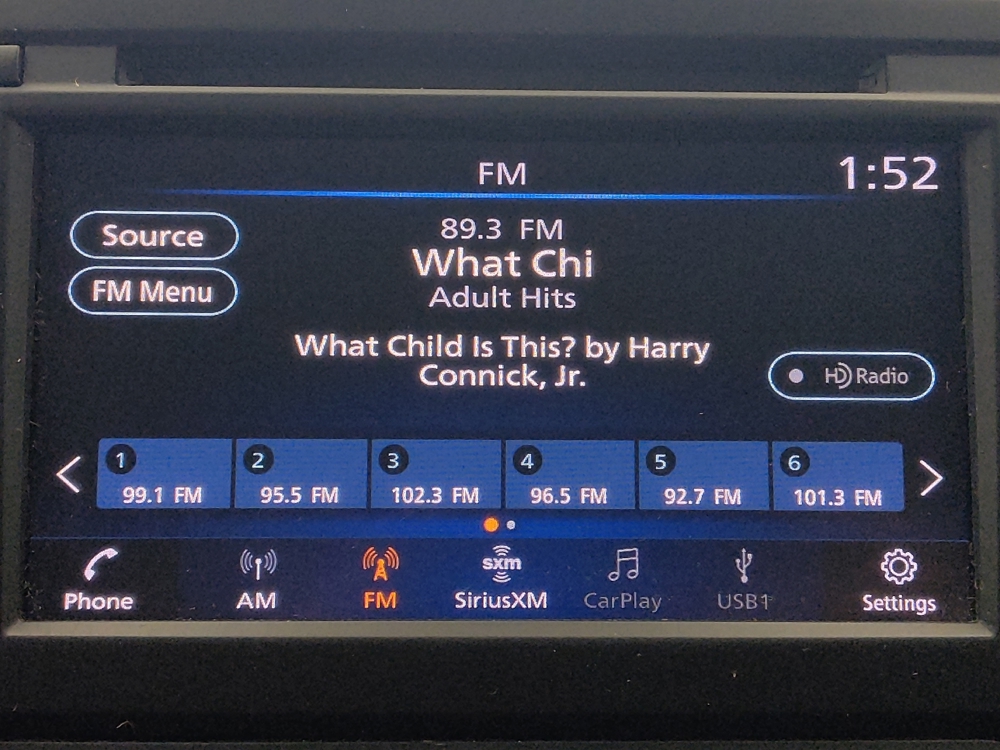 FM
1:52
Source
FM Menu
89.3 FM
What Chi
Adult Hits
What Child Is This? by Harry
Connick, Jr.
HD Radio
1
99.1 FM
2
95.5 FM
3
102.3 FM
4
96.5 FM
5
92.7 FM
6
101.3 FM
sxm
Phone
AM
FM
SiriusXM
CarPlay
USB1
Settings